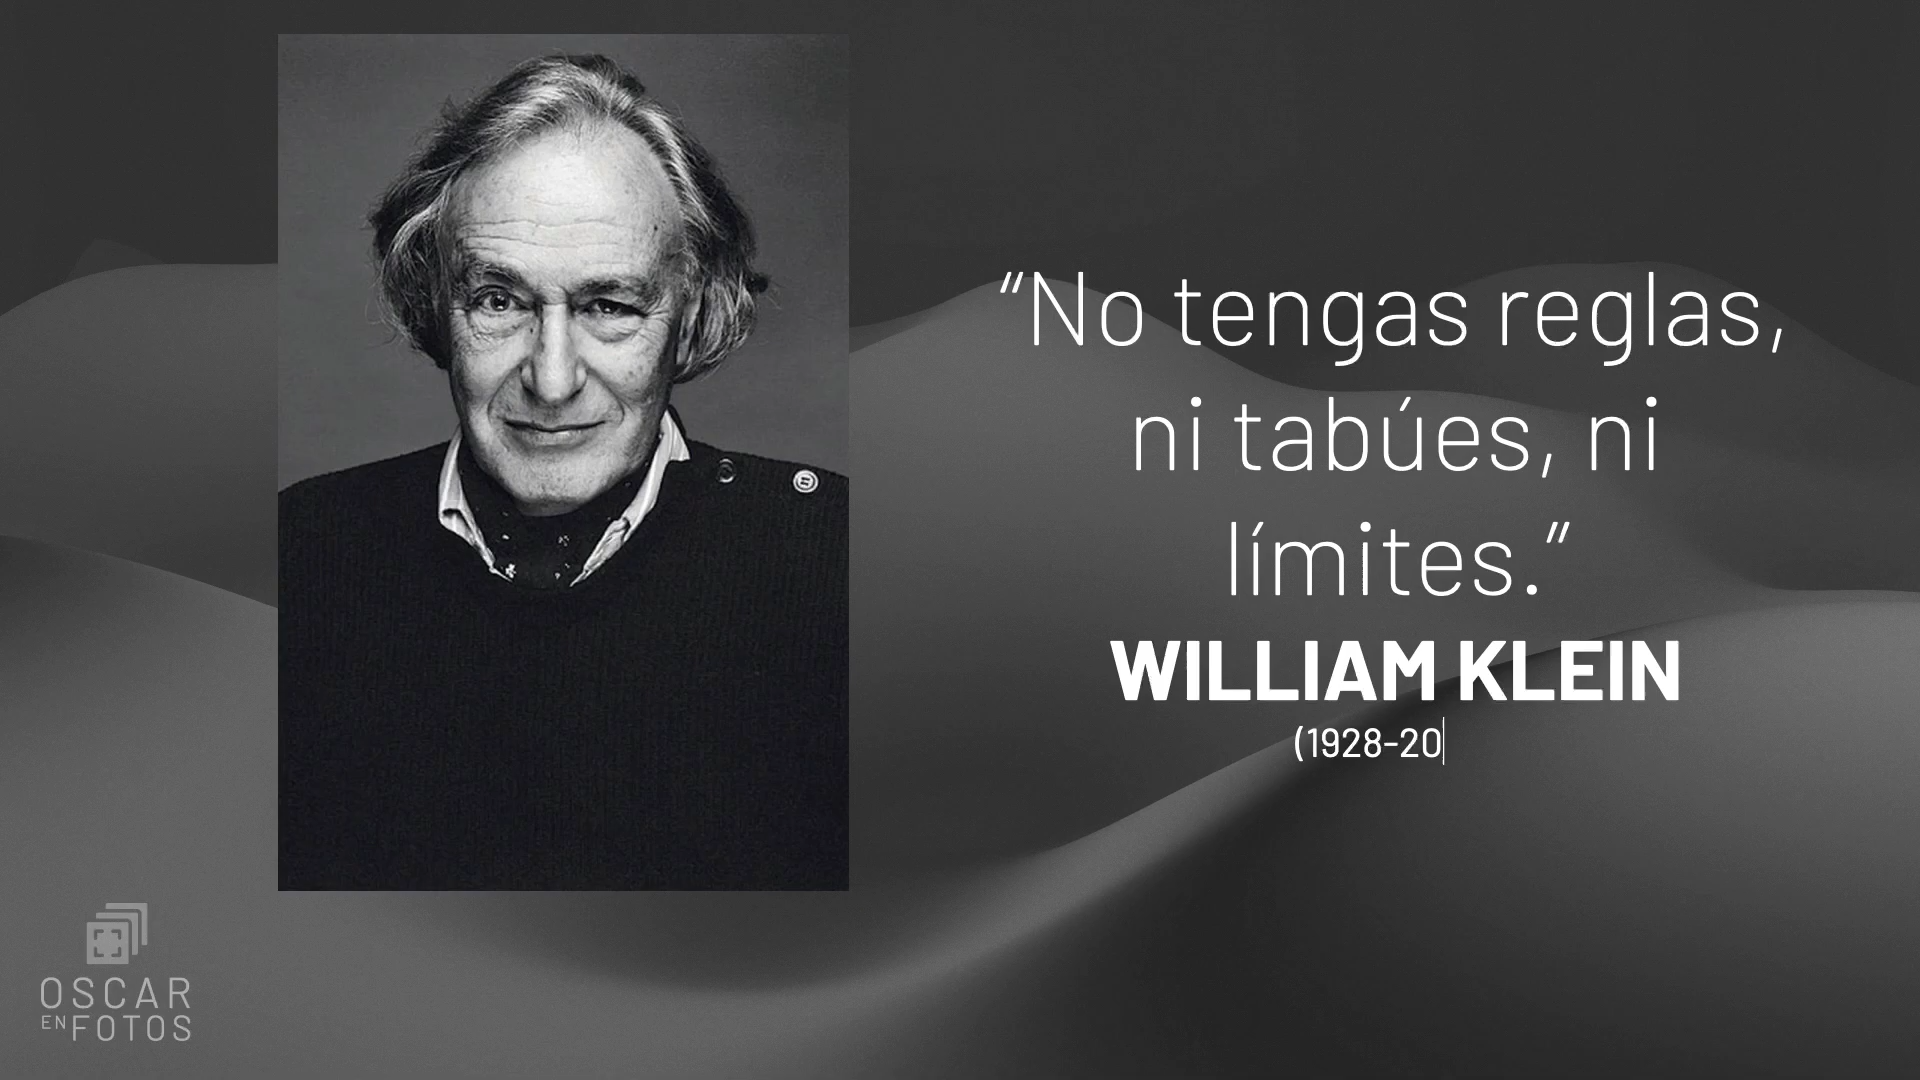 “No tengas reglas,
ni tabúes, ni
límites.”
WILLIAM KLEIN
(1928-20
OSCAR
EN FOTOS